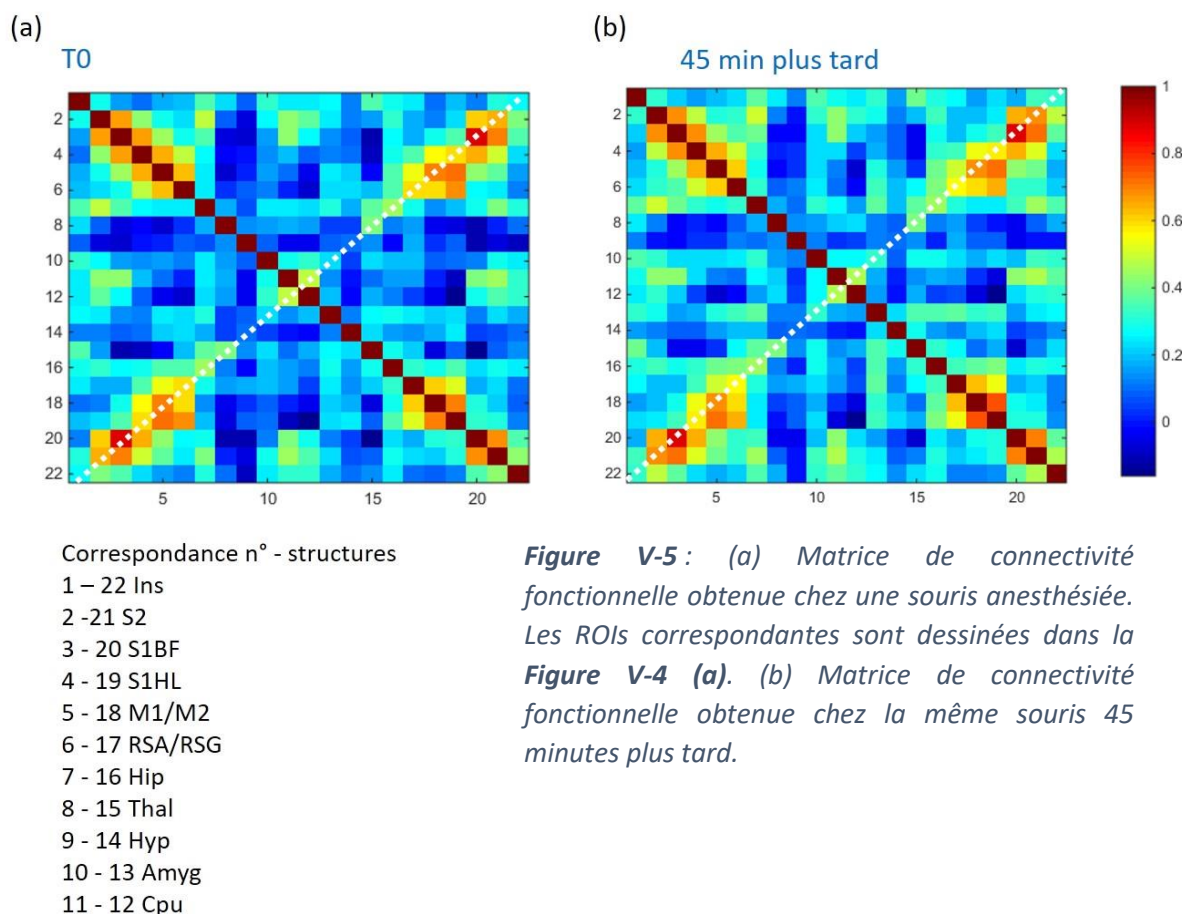 (a)
T0
2
4
6
8
10
12
14
16
18
20
22
5
10
15
20
(b)
45 min plus tard
2
4
6
8
10
12
14
16
18
20
22
5
10
15
20
1
0.8
0.6
0.4
0.2
0
Correspondance n° - structures
1 – 22 Ins
2 -21 S2
3 - 20 S1BF
4 - 19 S1HL
5 - 18 M1/M2
6 - 17 RSA/RSG
7 - 16 Hip
8 - 15 Thal
9 - 14 Hyp
10 - 13 Amyg
11 - 12 Cpu
Figure V-5 : (a) Matrice de connectivité
fonctionnelle obtenue chez une souris anesthésiée.
Les ROIs correspondantes sont dessinées dans la
Figure V-4 (a). (b) Matrice de connectivité
fonctionnelle obtenue chez la même souris 45
minutes plus tard.